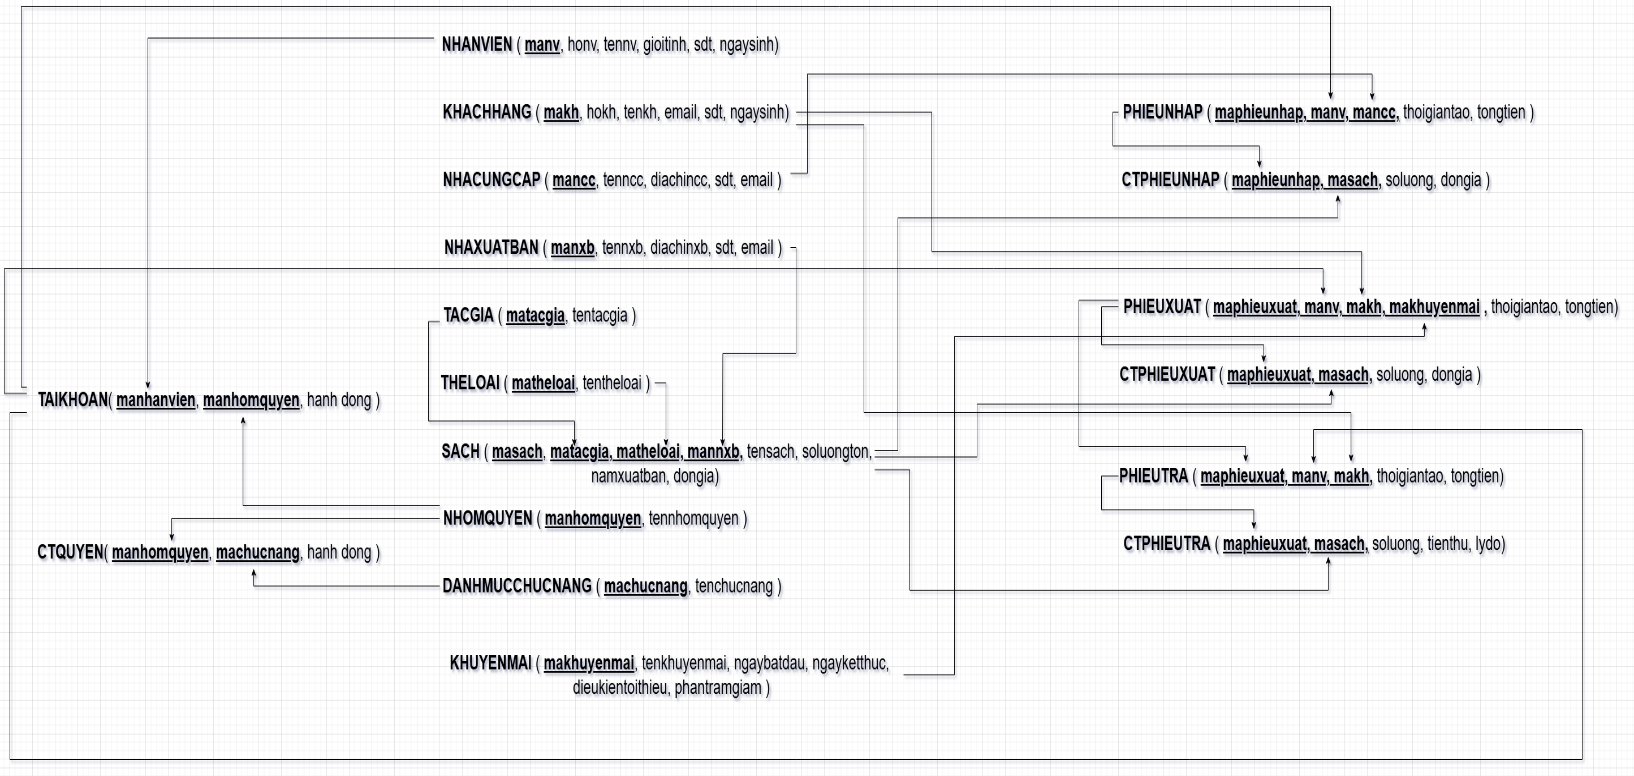 NHANVIEN ( manv, honv, tennv, gioitinh, sdt, ngaysinh)
KHACHHANG ( makh, hokh, tenkh, email, sdt, ngaysinh)
NHACUNGCAP ( mancc, tenncc, diachincc, sdt, email )
NHAXUATBAN ( manxb, tennxb, diachinxb, sdt, email )
TACGIA ( matacgia, tentacgia )
THELOAI ( matheloai, tentheloai )
SACH ( masach, matacgia, matheloai, mannxb, tensach, soluongton,
namxuatban, dongia)
NHOMQUYEN ( manhomquyen, tennhomquyen )
DANHMUCCHUCNANG ( machucnang, tenchucnang )
KHUYENMAI ( makhuyenmai, tenkhuyenmai, ngaybatdau, ngayketthuc,
dieukientoithieu, phantramgiam )
TAIKHOAN( manhanvien, manhomquyen, hanh dong )
CTQUYEN( manhomquyen, machucnang, hanh dong )
PHIEUNHAP ( maphieunhap, manv, mancc, thoigiantao, tongtien )
CTPHIEUNHAP ( maphieunhap, masach, soluong, dongia )
PHIEUXUAT ( maphieuxuat, manv, makh, makhuyenmai , thoigiantao, tongtien)
CTPHIEUXUAT ( maphieuxuat, masach, soluong, dongia )
PHIEUTRA ( maphieuxuat, manv, makh, thoigiantao, tongtien)
CTPHIEUTRA ( maphieuxuat, masach, soluong, tienthu, lydo)